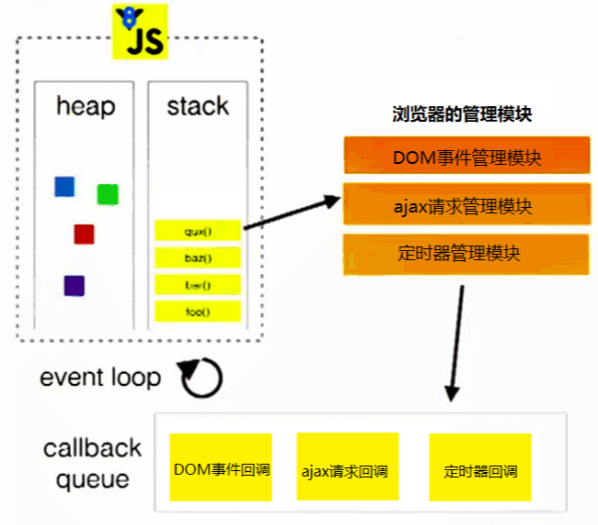 JS
heap
stack
浏览器的管理模块
DOM事件管理模块
ajax请求管理模块
定时器管理模块
qux()
baz()
bar()
foo()
event loop
callback
queue
DOM事件回调
ajax请求回调
定时器回调